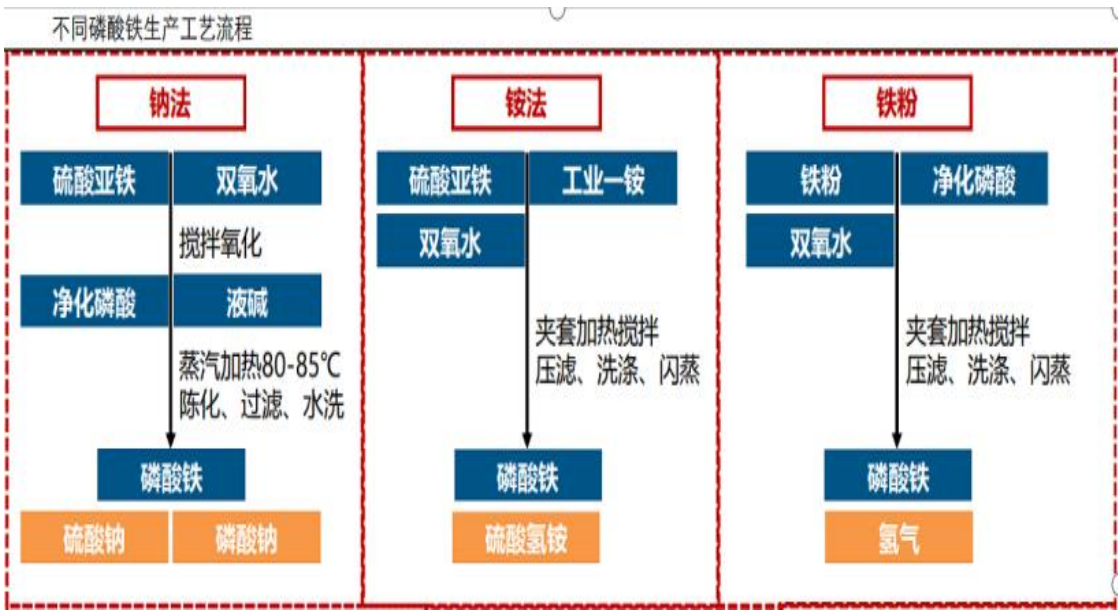 不同磷酸铁生产工艺流程
钠法
硫酸亚铁 双氧水
搅拌氧化
净化磷酸 液碱
蒸汽加热80-85℃
陈化、过滤、水洗
磷酸铁
硫酸钠 磷酸钠
铵法
硫酸亚铁 工业一铵
双氧水
夹套加热搅拌
压滤、洗涤、闪蒸
磷酸铁
硫酸氢铵
铁粉
铁粉 净化磷酸
双氧水
夹套加热搅拌
压滤、洗涤、闪蒸
磷酸铁
氢气